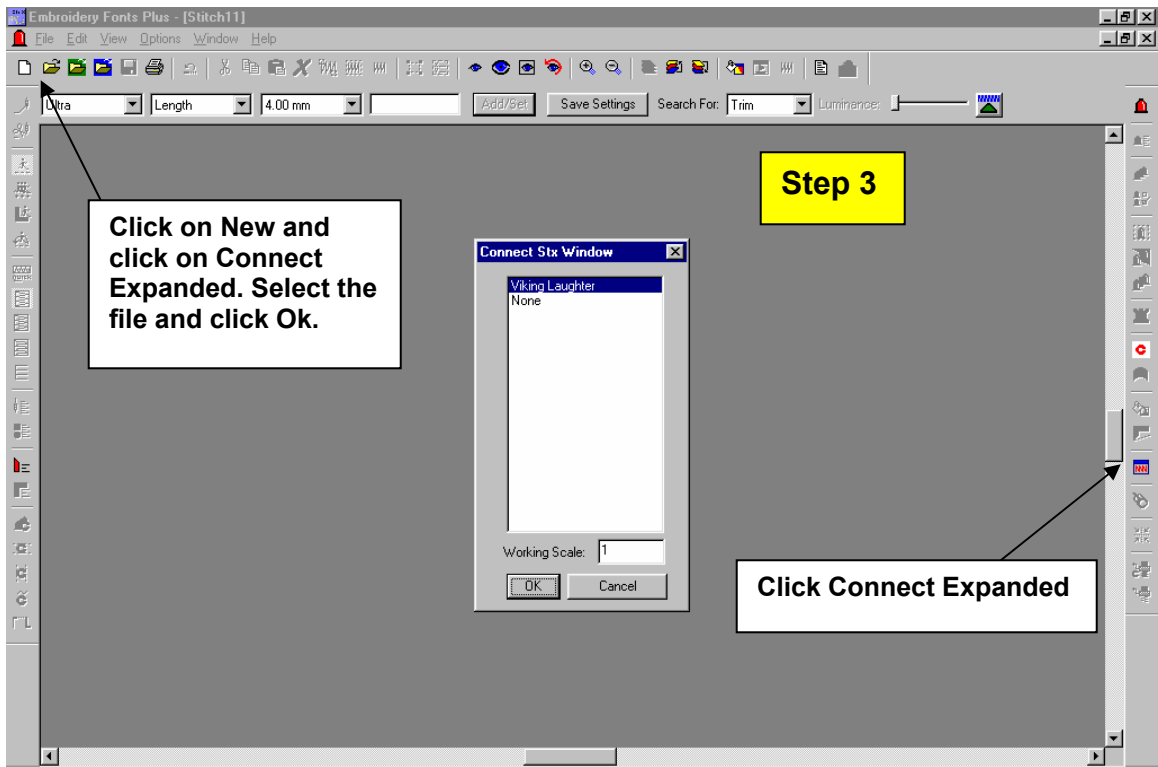 Embroidery Fonts Plus - [Stitch11]
File Edit View Options Window Help
Ultra Length 4.00 mm Add/Set Save Settings Search For: Trim Luminance:
Step 3
Click on New and
click on Connect
Expanded. Select the
file and click Ok.
Connect Stx Window
Viking Laughter
None
Working Scale: 1
OK Cancel
Click Connect Expanded